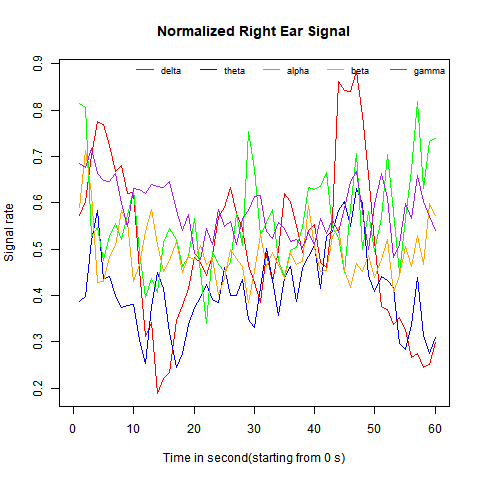 Normalized Right Ear Signal
delta theta alpha beta gamma
Signal rate
0.9
0.8
0.7
0.6
0.5
0.4
0.3
0.2
0 10 20 30 40 50 60
Time in second(starting from 0 s)